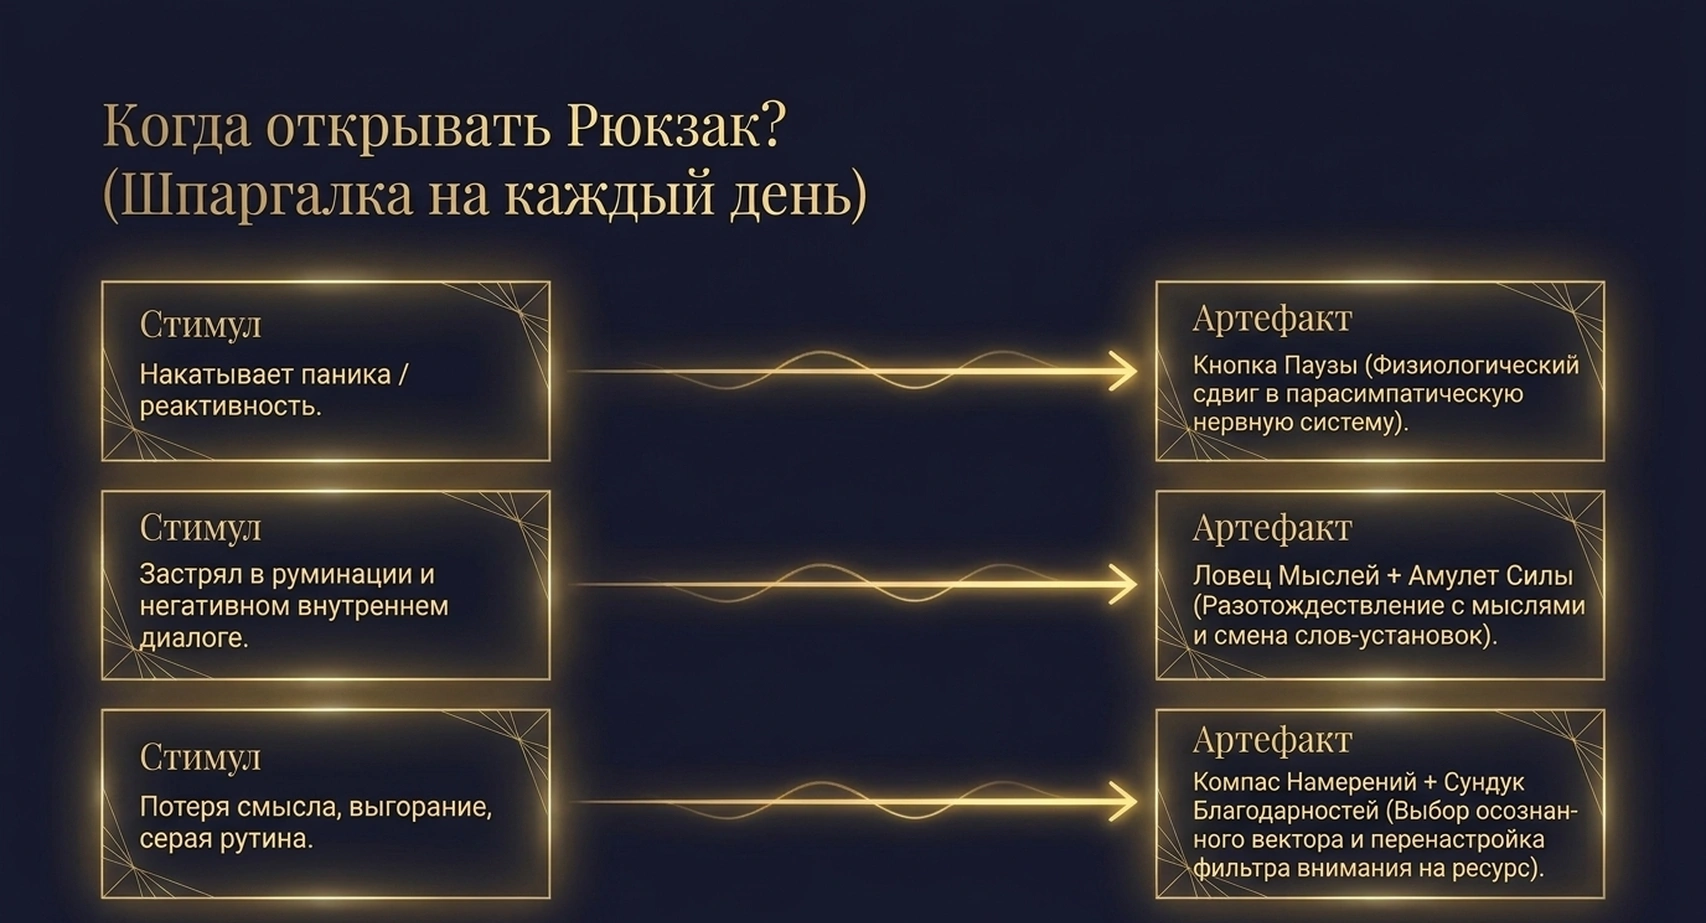 Когда открывать Рюкзак?
(Шпаргалка на каждый день)
Стимул
Накатывает паника /
реактивность.
Артефакт
Кнопка Паузы (Физиологический
сдвиг в парасимпатическую
нервную систему).
Стимул
Застрял в руминации и
негативном внутреннем
диалоге.
Артефакт
Ловец Мыслей + Амулет Силы
(Разотождествление с мыслями
и смена слов-установок).
Стимул
Потеря смысла, выгорание,
серая рутина.
Артефакт
Компас Намерений + Сундук
Благодарностей (Выбор осознан-
ного вектора и перенастройка
фильтра внимания на ресурс).